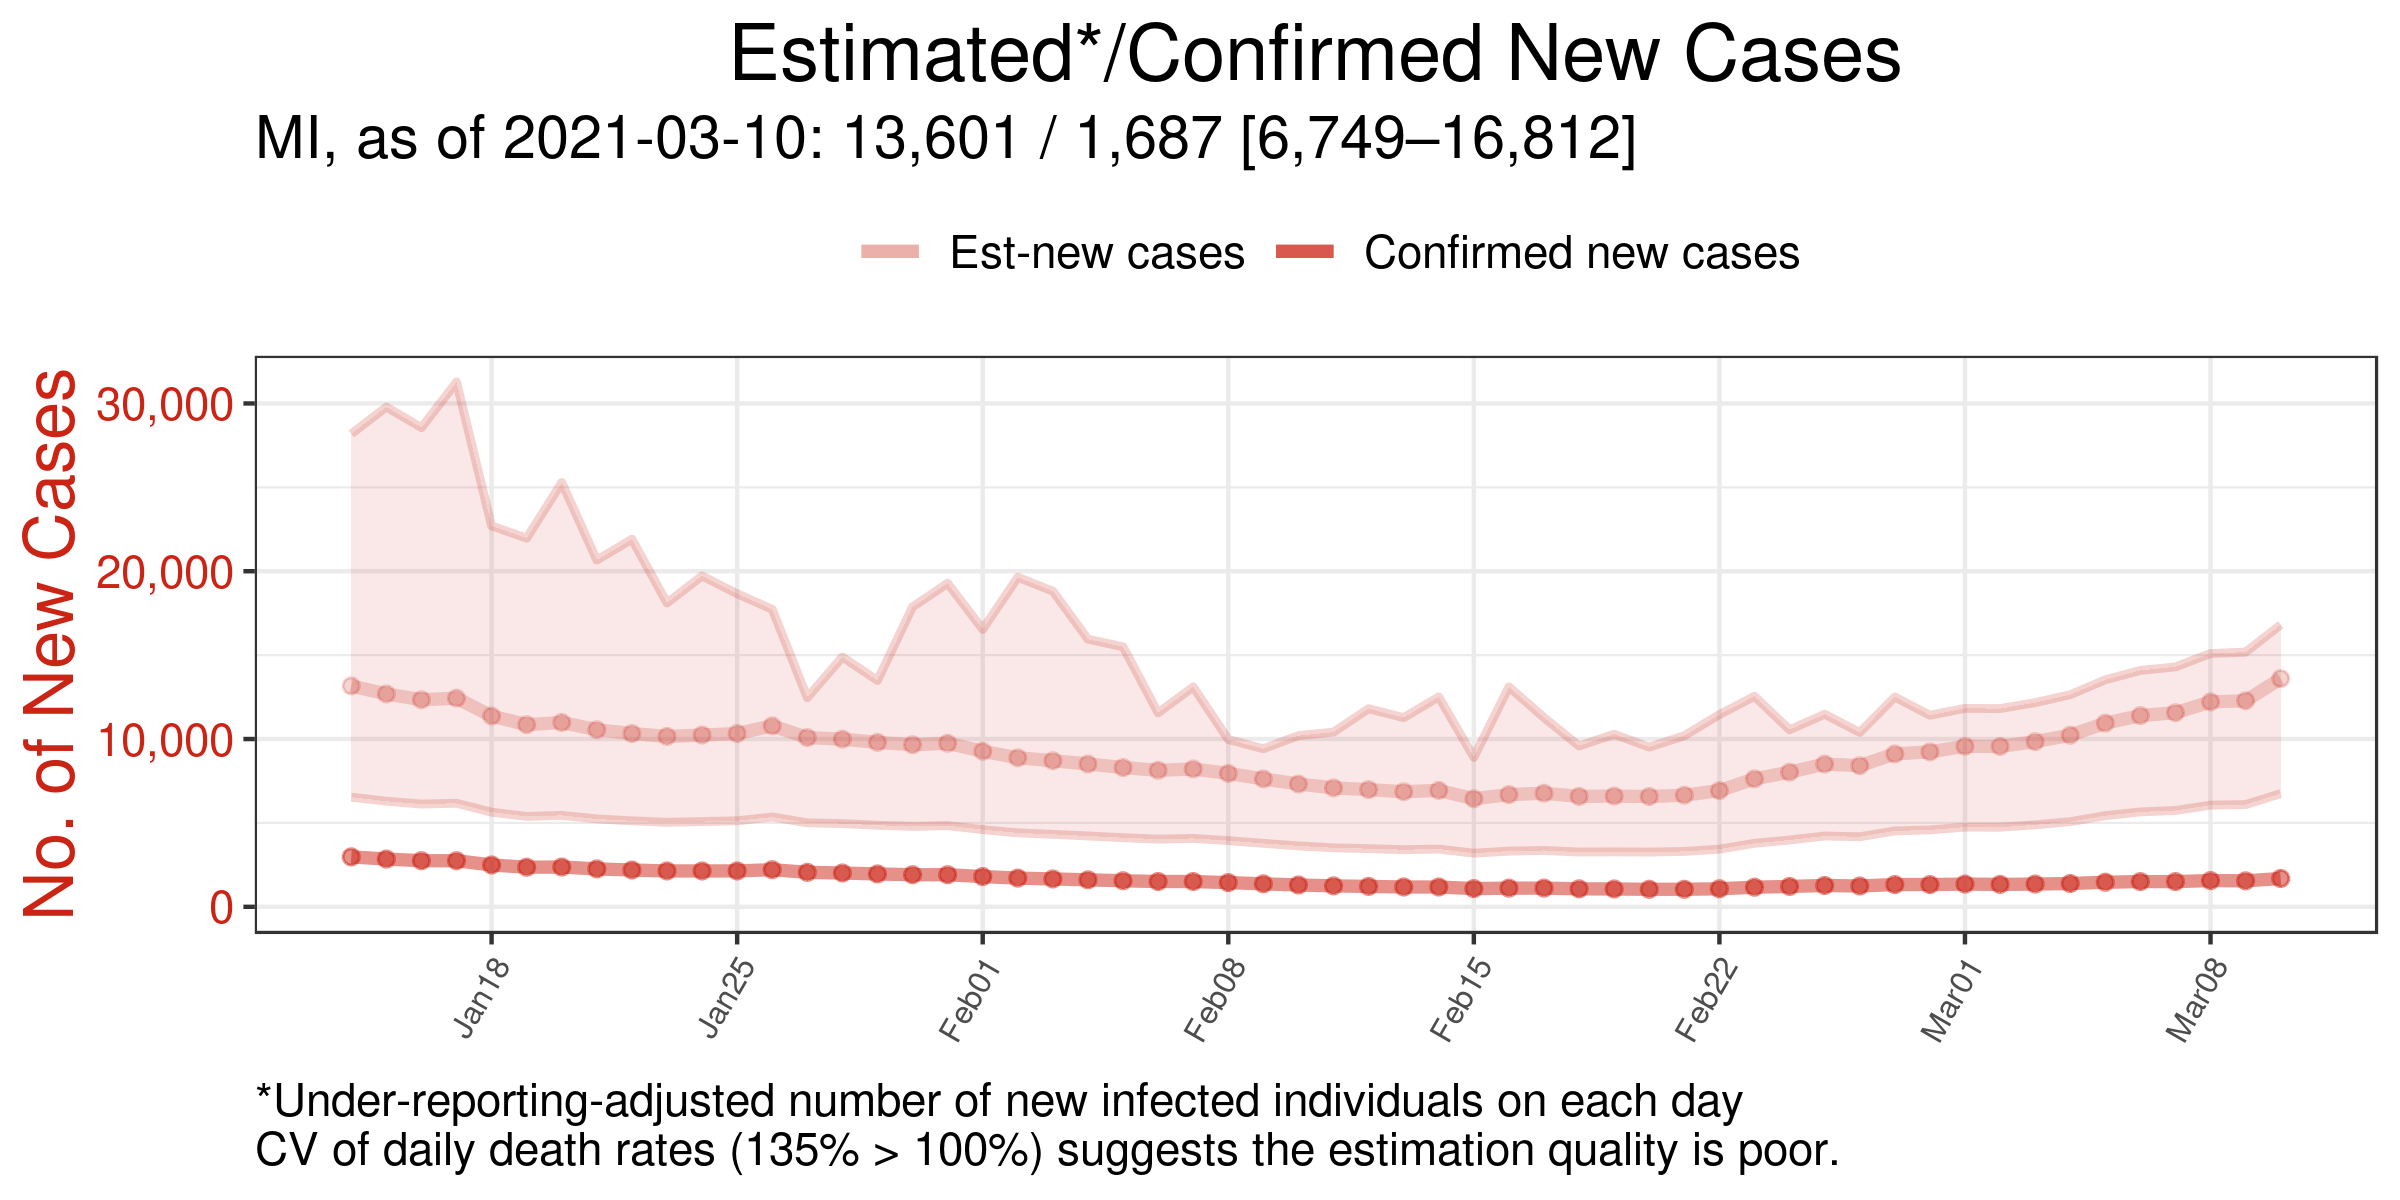 Estimated*/Confirmed New Cases
MI, as of 2021-03-10: 13,601 / 1,687 [6,749–16,812]
Est-new cases
Confirmed new cases
No. of New Cases
30,000
20,000
10,000
0
Jan18
Jan25
Feb01
Feb08
Feb15
Feb22
Mar01
Mar08
*Under-reporting-adjusted number of new infected individuals on each day
CV of daily death rates (135% > 100%) suggests the estimation quality is poor.